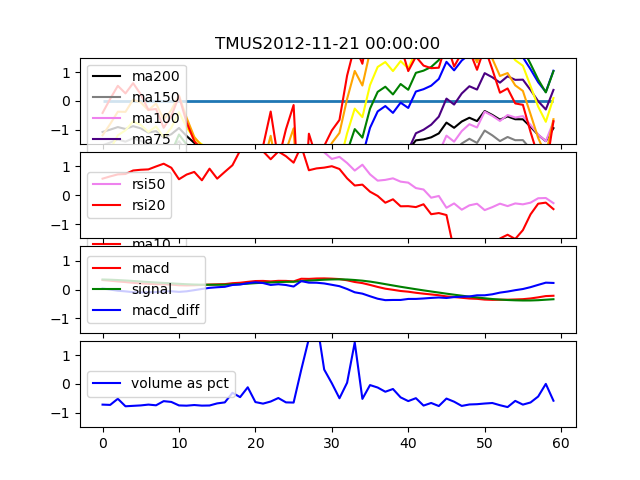 TMUS2012-11-21 00:00:00
1
0
−1
ma200
ma150
ma100
ma75
1
0
−1
rsi50
rsi20
ma10
1
0
−1
macd
signal
macd_diff
1
0
−1
volume as pct
0 10 20 30 40 50 60